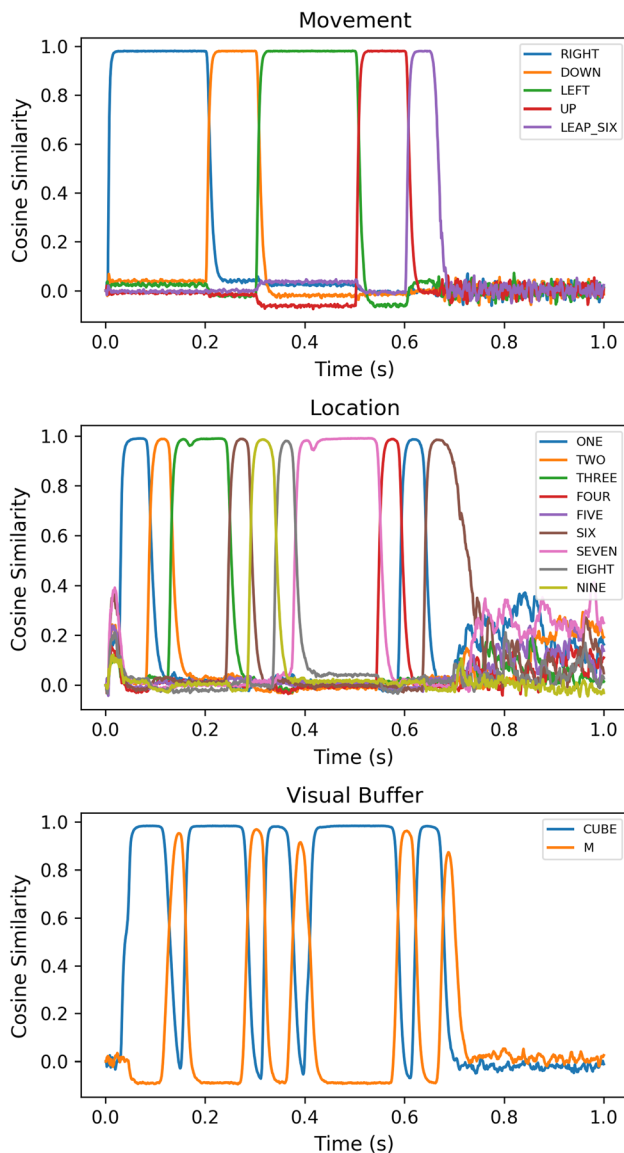 Movement
1.0
0.8
0.6
0.4
0.2
0.0
Cosine Similarity
RIGHT
DOWN
LEFT
UP
LEAP_SIX
0.0 0.2 0.4 0.6 0.8 1.0
Time (s)
Location
1.0
0.8
0.6
0.4
0.2
0.0
Cosine Similarity
ONE
TWO
THREE
FOUR
FIVE
SIX
SEVEN
EIGHT
NINE
0.0 0.2 0.4 0.6 0.8 1.0
Time (s)
Visual Buffer
1.0
0.8
0.6
0.4
0.2
0.0
Cosine Similarity
CUBE
M
0.0 0.2 0.4 0.6 0.8 1.0
Time (s)